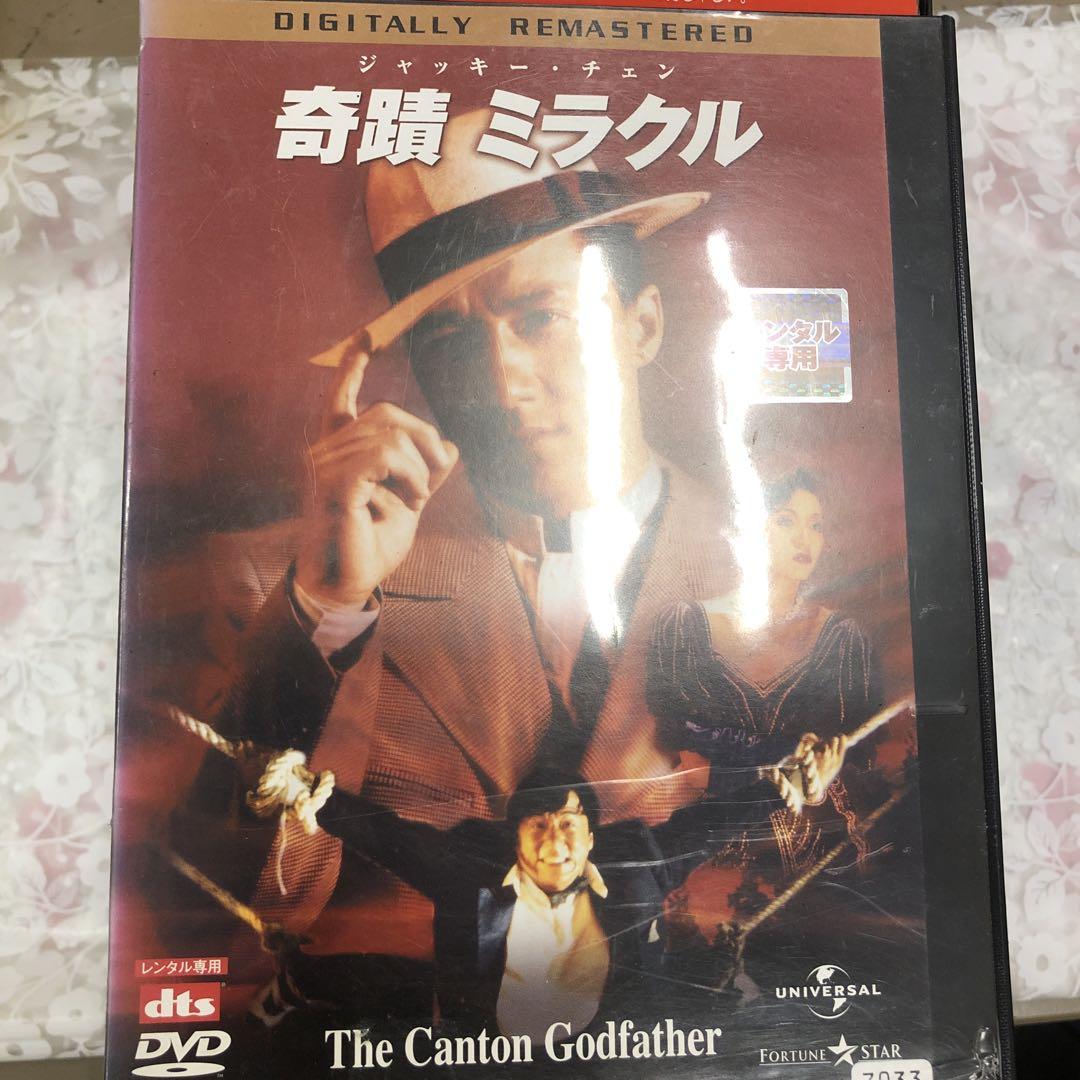 DIGITALLY REMASTERED
ジャッキー・チェン
奇蹟 ミラクル
ンタル
専用
レンタル専用
dts
DVD
The Canton Godfather
UNIVERSAL
FORTUNE STAR
7033